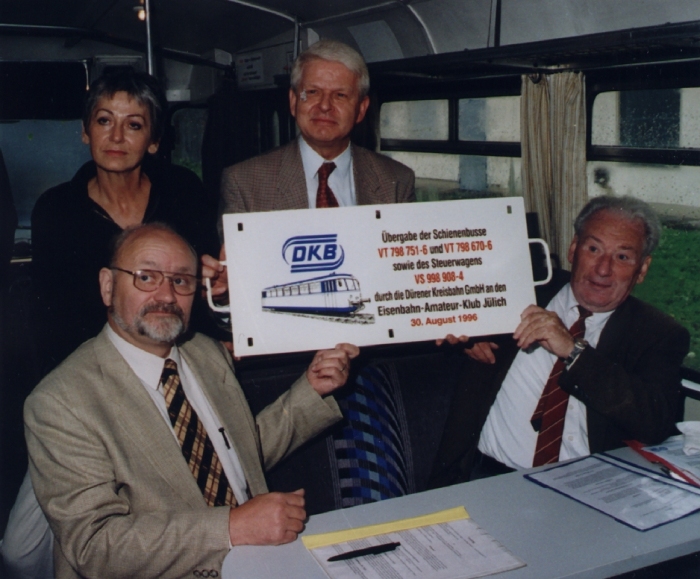 DKB
Übergabe der Schienenbusse
VT 798 751-6 und VT 798 670-6
sowie des Steuerwagens
VS 998 908-4
durch die Dürener Kreisbahn GmbH an den
Eisenbahn-Amateur-Klub Jülich
30. August 1996